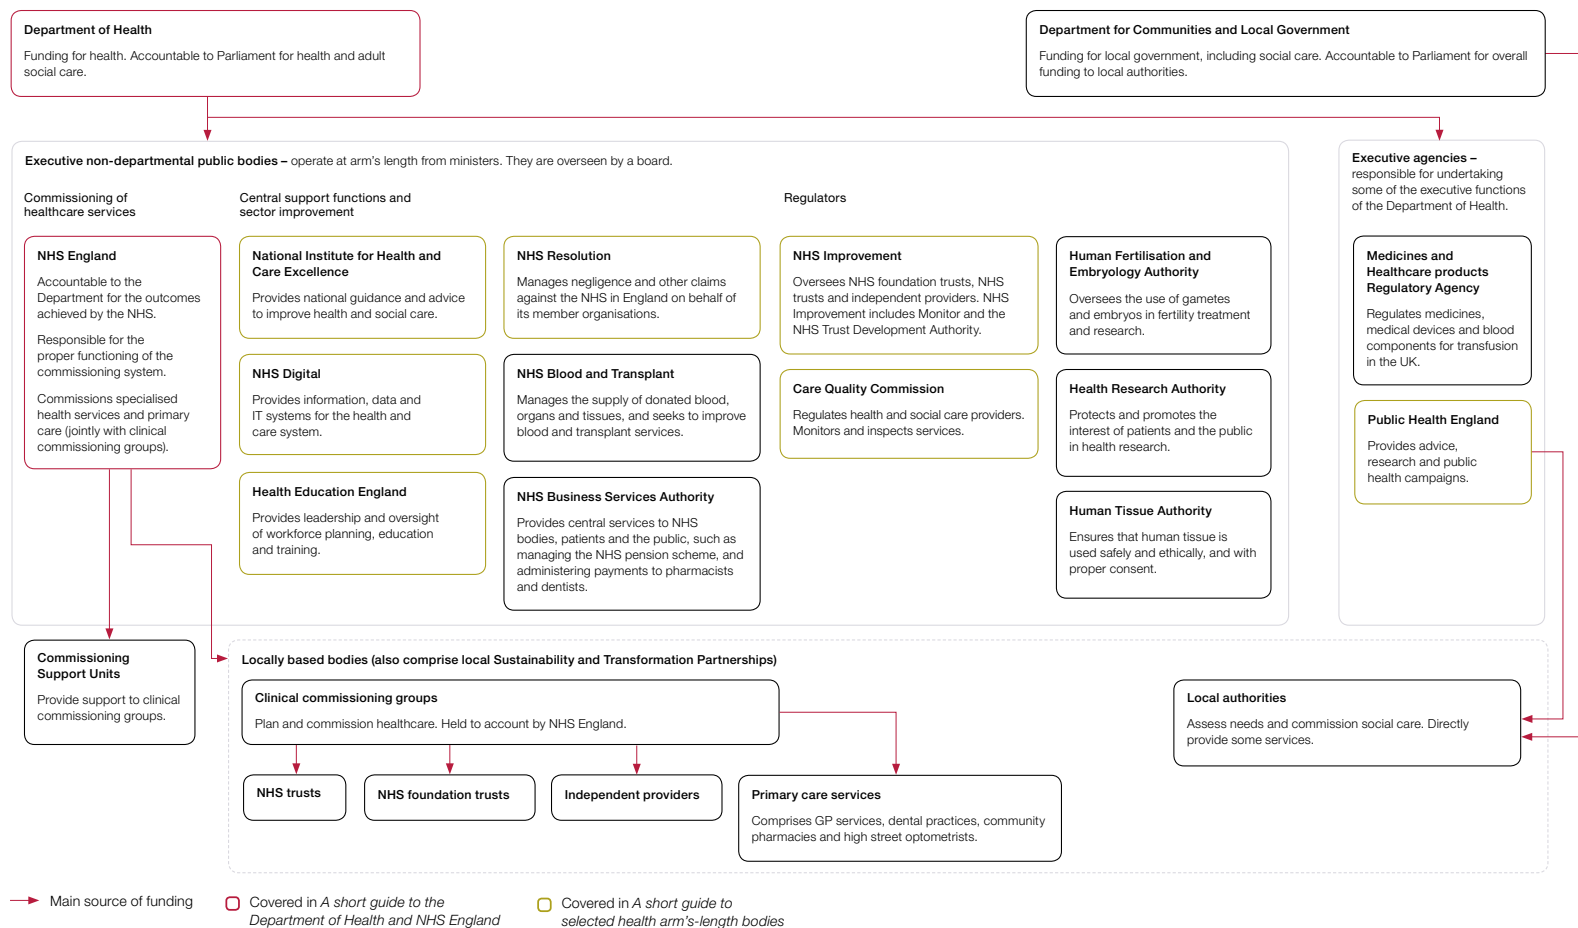 Department of Health
Funding for health. Accountable to Parliament for health and adult
social care.
Department for Communities and Local Government
Funding for local government, including social care. Accountable to Parliament for overall
funding to local authorities.
Executive non-departmental public bodies – operate at arm's length from ministers. They are overseen by a board.
Commissioning of
healthcare services
Central support functions and
sector improvement
Regulators
Executive agencies –
responsible for undertaking
some of the executive functions
of the Department of Health.
NHS England
Accountable to the
Department for the outcomes
achieved by the NHS.
Responsible for the
proper functioning of the
commissioning system.
Commissions specialised
health services and primary
care (jointly with clinical
commissioning groups).
National Institute for Health and
Care Excellence
Provides national guidance and advice
to improve health and social care.
NHS Digital
Provides information, data and
IT systems for the health and
care system.
Health Education England
Provides leadership and oversight
of workforce planning, education
and training.
NHS Resolution
Manages negligence and other claims
against the NHS in England on behalf of
its member organisations.
NHS Blood and Transplant
Manages the supply of donated blood,
organs and tissues, and seeks to improve
blood and transplant services.
NHS Business Services Authority
Provides central services to NHS
bodies, patients and the public, such as
managing the NHS pension scheme, and
administering payments to pharmacists
and dentists.
NHS Improvement
Oversees NHS foundation trusts, NHS
trusts and independent providers. NHS
Improvement includes Monitor and the
NHS Trust Development Authority.
Care Quality Commission
Regulates health and social care providers.
Monitors and inspects services.
Human Fertilisation and
Embryology Authority
Oversees the use of gametes
and embryos in fertility treatment
and research.
Health Research Authority
Protects and promotes the
interest of patients and the public
in health research.
Human Tissue Authority
Ensures that human tissue is
used safely and ethically, and with
proper consent.
Medicines and
Healthcare products
Regulatory Agency
Regulates medicines,
medical devices and blood
components for transfusion
in the UK.
Public Health England
Provides advice,
research and public
health campaigns.
Commissioning
Support Units
Provide support to clinical
commissioning groups.
Locally based bodies (also comprise local Sustainability and Transformation Partnerships)
Clinical commissioning groups
Plan and commission healthcare. Held to account by NHS England.
Local authorities
Assess needs and commission social care. Directly
provide some services.
NHS trusts
NHS foundation trusts
Independent providers
Primary care services
Comprises GP services, dental practices, community
pharmacies and high street optometrists.
Main source of funding
Covered in A short guide to the
Department of Health and NHS England
Covered in A short guide to
selected health arm's-length bodies